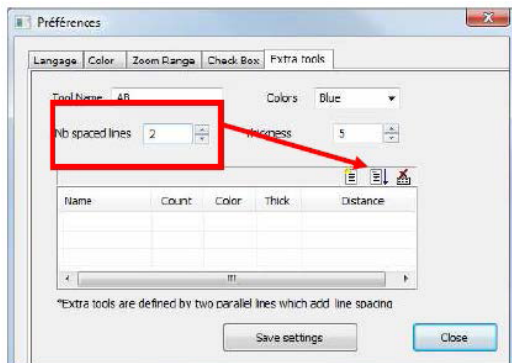 Préférences
Langage Color Zoom Range Check Box Extra tools
Tool Name AB Colors Blue
Nb spaced lines 2 Thickness 5
Name Count Color Thick Distance
*Extra tools are defined by two parallel lines which add line spacing
Save settings Close